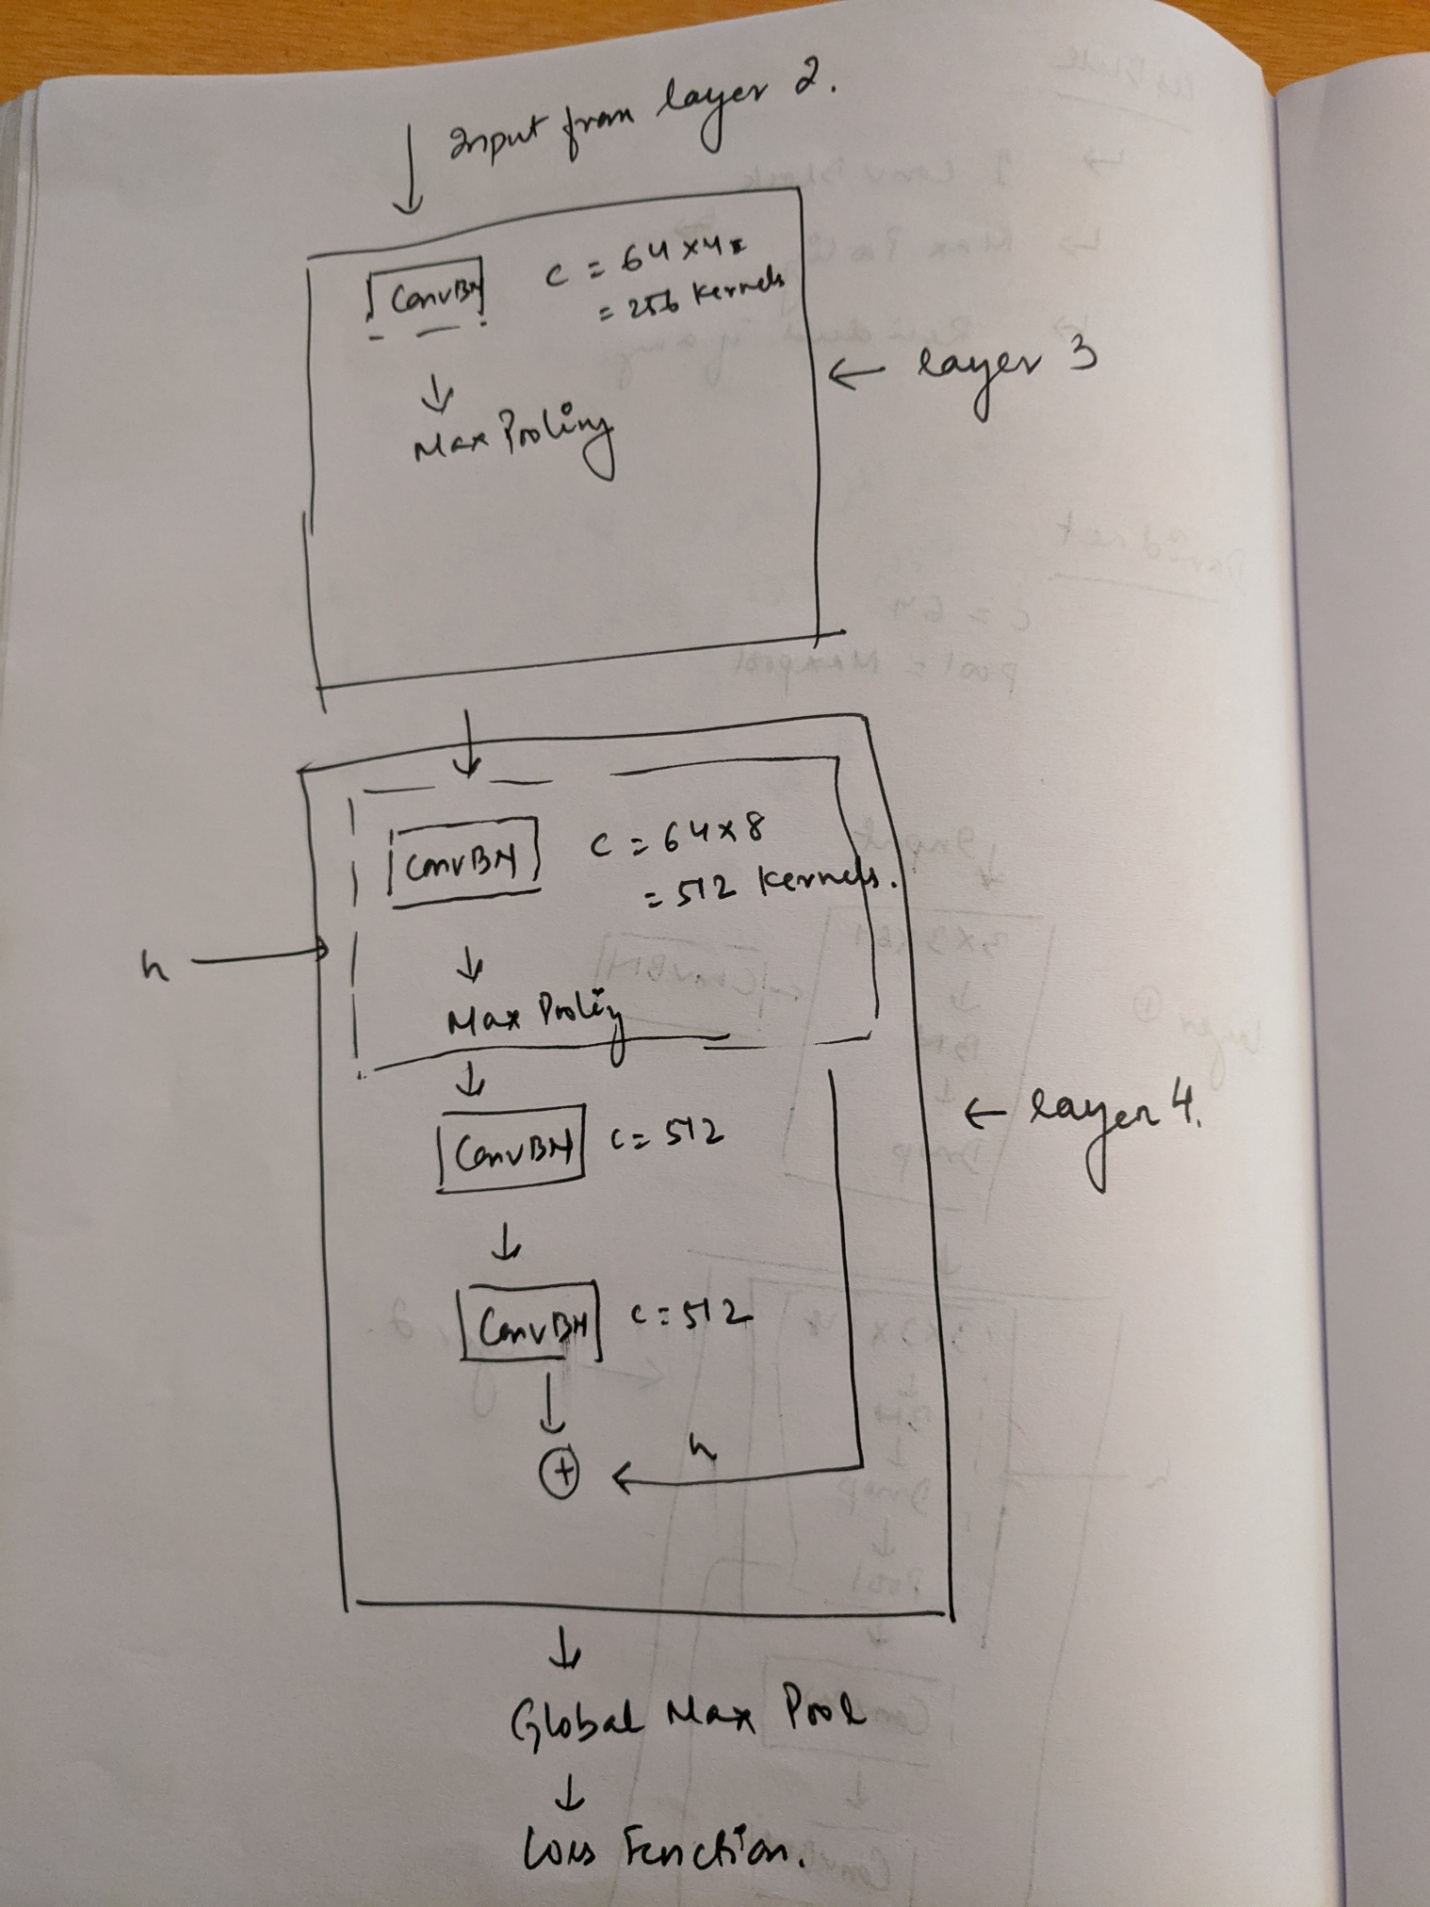 Input from layer 2.
ConvBN C = 64 x 4
= 256 Kernels
← layer 3
↓
Max Pooling
ConvBN C = 64 x 8
= 512 Kernels.
h
↓
Max Pooling
↓
← layer 4.
ConvBN C = 512
↓
ConvBN C = 512
↓
+ ← h
↓
Global Max Pool
↓
Loss Function.